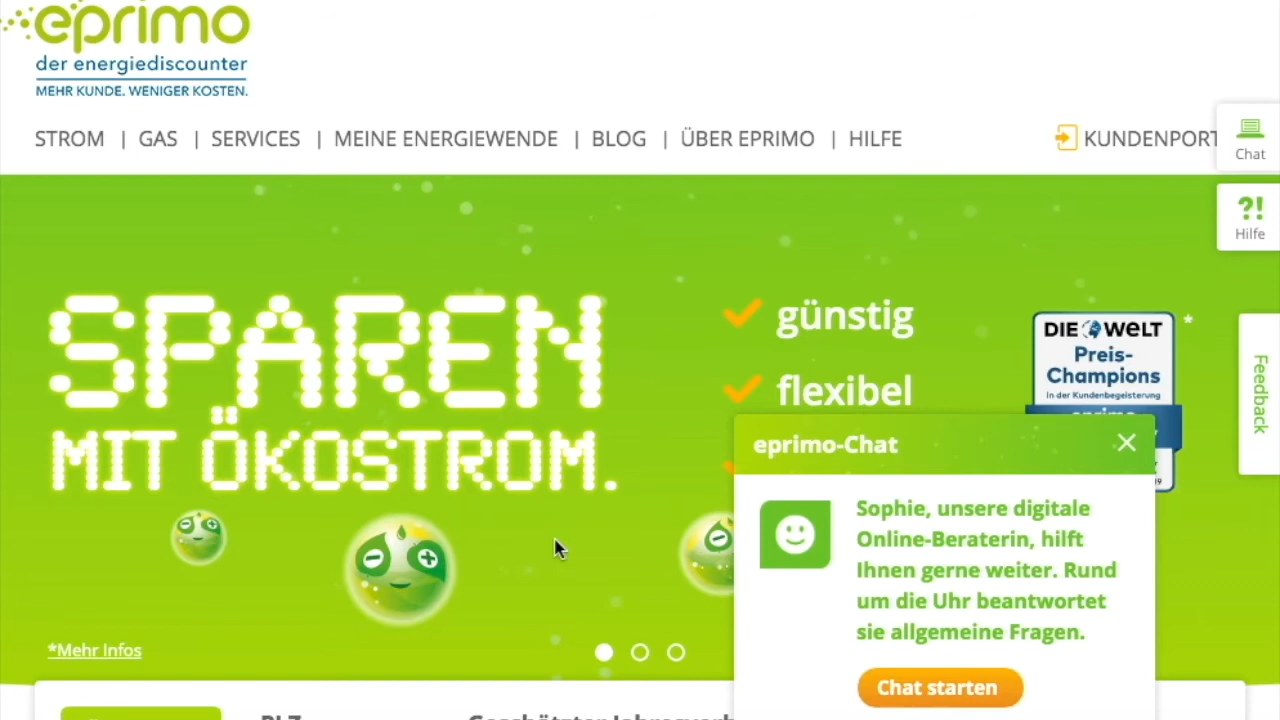 eprimo
der energiediscounter
MEHR KUNDE. WENIGER KOSTEN.
STROM | GAS | SERVICES | MEINE ENERGIEWENDE | BLOG | ÜBER EPRIMO | HILFE
KUNDENPORT
Chat
?!
Hilfe
Feedback
SPAREN
MIT ÖKOSTROM.
günstig
flexibel
DIE WELT
*
Preis-
Champions
in der Kundenbegeisterung
eprimo
eprimo-Chat
Sophie, unsere digitale
Online-Beraterin, hilft
Ihnen gerne weiter. Rund
um die Uhr beantwortet
sie allgemeine Fragen.
Chat starten
*Mehr Infos
PLZ